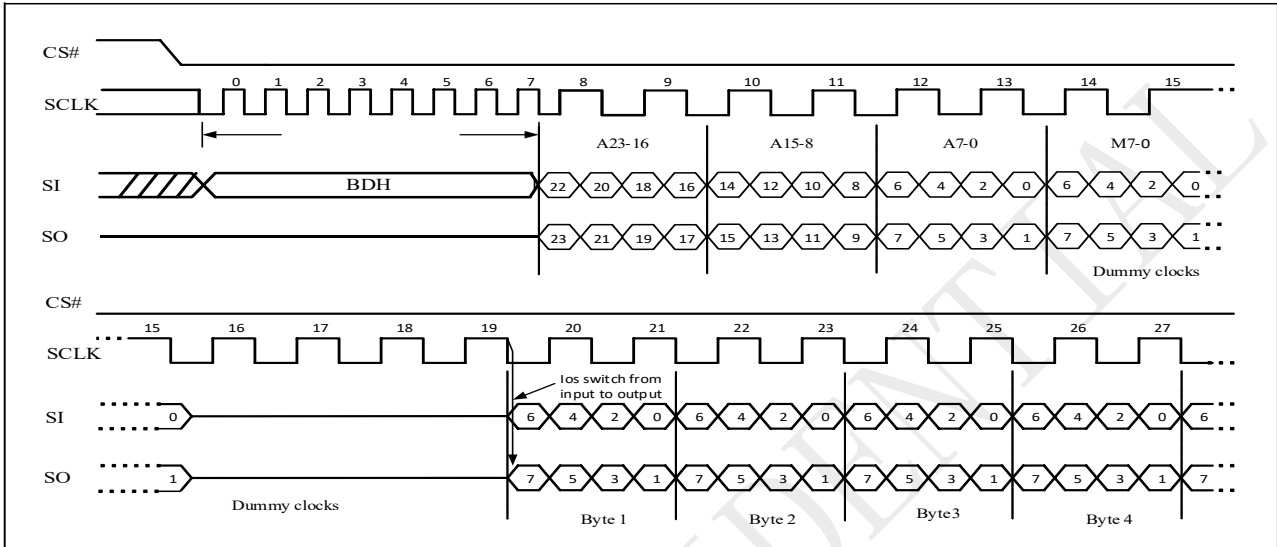 CS#
0 1 2 3 4 5 6 7 8 9 10 11 12 13 14 15
SCLK
A23-16 A15-8 A7-0 M7-0
SI BDH 22 20 18 16 14 12 10 8 6 4 2 0 6 4 2 0
SO 23 21 19 17 15 13 11 9 7 5 3 1 7 5 3 1
Dummy clocks
CS#
15 16 17 18 19 20 21 22 23 24 25 26 27
SCLK
Ios switch from
input to output
SI 0 6 4 2 0 6 4 2 0 6 4 2 0 6 4 2 0 6
SO 1 7 5 3 1 7 5 3 1 7 5 3 1 7 5 3 1 7
Dummy clocks
Byte 1 Byte 2 Byte3 Byte 4